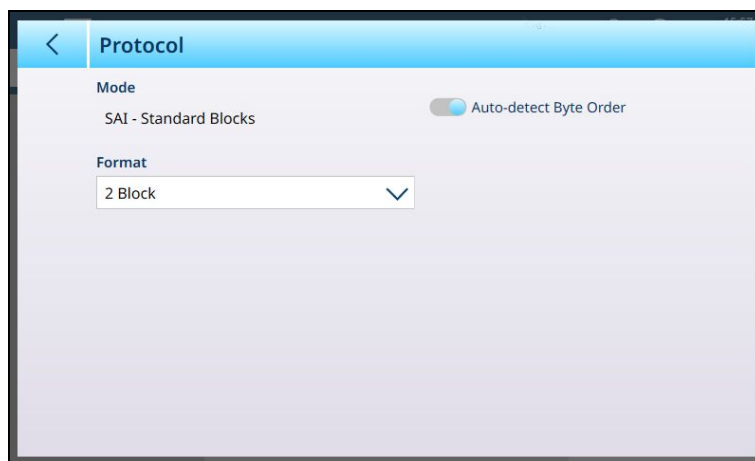 Protocol
Mode
SAI - Standard Blocks
Auto-detect Byte Order
Format
2 Block